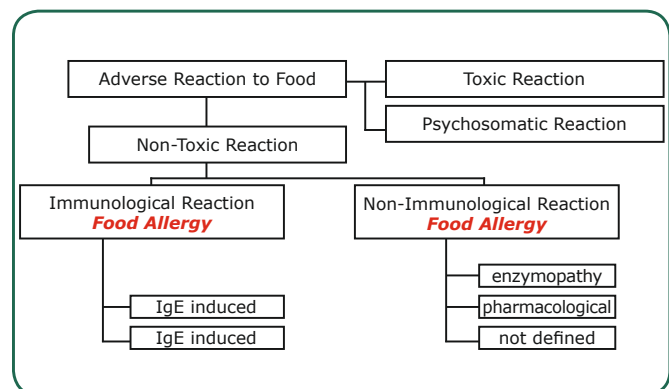 Adverse Reaction to Food
Toxic Reaction
Psychosomatic Reaction
Non-Toxic Reaction
Immunological Reaction
Food Allergy
Non-Immunological Reaction
Food Allergy
enzymopathy
pharmacological
not defined
IgE induced
IgE induced